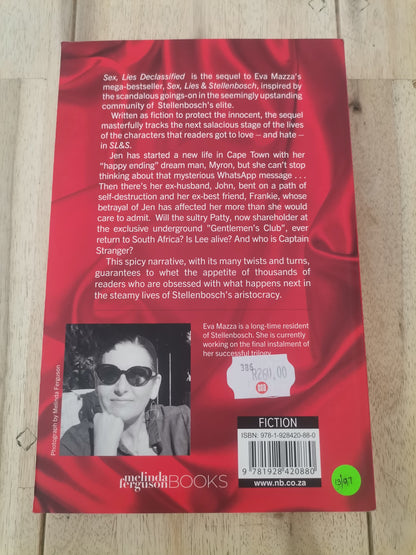 Sex, Lies Declassified is the sequel to Eva Mazza's
mega-bestseller, Sex, Lies & Stellenbosch, inspired by
the scandalous goings-on in the seemingly upstanding
community of Stellenbosch's elite.
Written as fiction to protect the innocent, the sequel
masterfully tracks the next salacious stage of the lives
of the characters that readers got to love – and hate –
in SL&S.
Jen has started a new life in Cape Town with her
"happy ending" dream man, Myron, but she can't stop
thinking about that mysterious WhatsApp message . . .
Then there's her ex-husband, John, bent on a path of
self-destruction and her ex-best friend, Frankie, whose
betrayal of Jen has affected her more than she would
care to admit. Will the sultry Patty, now shareholder at
the exclusive underground "Gentlemen's Club", ever
return to South Africa? Is Lee alive? And who is Captain
Stranger?
This spicy narrative, with its many twists and turns,
guarantees to whet the appetite of thousands of
readers who are obsessed with what happens next in
the steamy lives of Stellenbosch's aristocracy.
Photograph by Melinda Ferguson
Eva Mazza is a long-time resident
of Stellenbosch. She is currently
working on the final instalment of
her successful trilogy.
FICTION
ISBN: 978-1-928420-88-0
9 781928 420880
www.nb.co.za
melinda
ferguson BOOKS